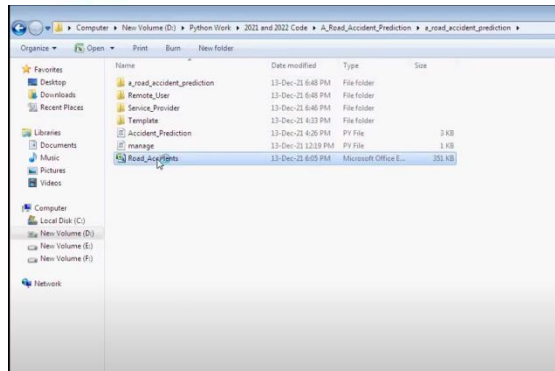 Computer ▸ New Volume (D:) ▸ Python Work ▸ 2021 and 2022 Code ▸ A_Road_Accident_Prediction ▸ a_road_accident_prediction ▸
Organize Open Print Burn New folder
Name Date modified Type Size
Favorites
Desktop
Downloads
Recent Places
Libraries
Documents
Music
Pictures
Videos
Computer
Local Disk (C:)
New Volume (D:)
New Volume (E:)
New Volume (F:)
Network
a_road_accident_prediction 13-Dec-21 6:48 PM File folder
Remote_User 13-Dec-21 6:48 PM File folder
Service_Provider 13-Dec-21 6:46 PM File folder
Template 13-Dec-21 4:33 PM File folder
Accident_Prediction 13-Dec-21 4:26 PM PY File 3 KB
manage 13-Dec-21 12:19 PM PY File 1 KB
Road_Accidents 13-Dec-21 6:05 PM Microsoft Office E... 351 KB